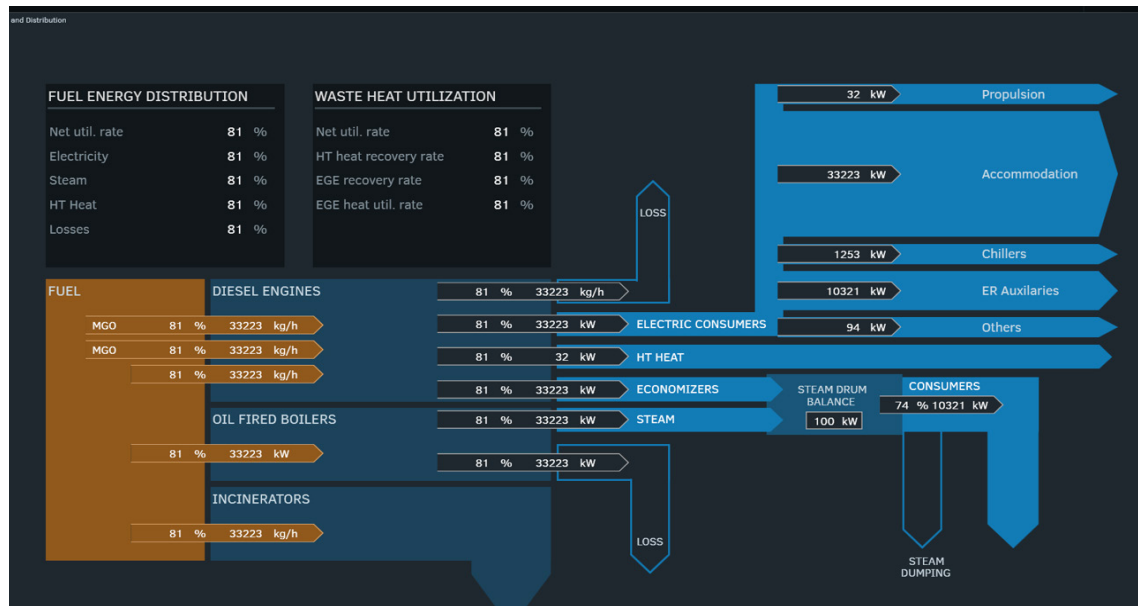 and Distribution
FUEL ENERGY DISTRIBUTION
Net util. rate 81 %
Electricity 81 %
Steam 81 %
HT Heat 81 %
Losses 81 %
WASTE HEAT UTILIZATION
Net util. rate 81 %
HT heat recovery rate 81 %
EGE recovery rate 81 %
EGE heat util. rate 81 %
32 kW Propulsion
33223 kW Accommodation
1253 kW Chillers
10321 kW ER Auxilaries
94 kW Others
LOSS
FUEL
MGO 81 % 33223 kg/h
MGO 81 % 33223 kg/h
81 % 33223 kg/h
81 % 33223 kW
81 % 33223 kg/h
DIESEL ENGINES
81 % 33223 kg/h
81 % 33223 kW ELECTRIC CONSUMERS
81 % 32 kW HT HEAT
81 % 33223 kW ECONOMIZERS
OIL FIRED BOILERS
81 % 33223 kW STEAM
81 % 33223 kW
INCINERATORS
LOSS
STEAM DRUM
BALANCE
100 kW
CONSUMERS
74 % 10321 kW
STEAM
DUMPING